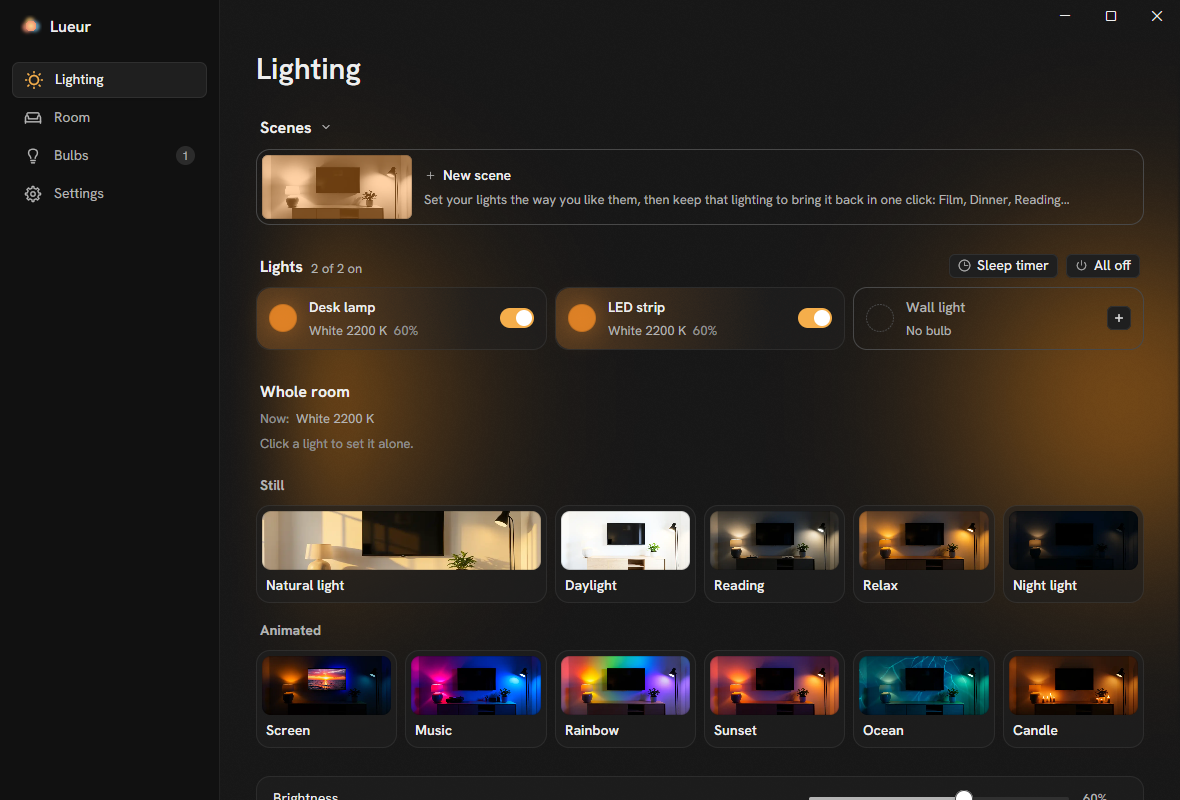 Lueur
Lighting
Room
Bulbs 1
Settings
Lighting
Scenes
+ New scene
Set your lights the way you like them, then keep that lighting to bring it back in one click: Film, Dinner, Reading...
Lights 2 of 2 on
Sleep timer
All off
Desk lamp
White 2200 K 60%
LED strip
White 2200 K 60%
Wall light
No bulb
Whole room
Now: White 2200 K
Click a light to set it alone.
Still
Natural light
Daylight
Reading
Relax
Night light
Animated
Screen
Music
Rainbow
Sunset
Ocean
Candle
Brightness
60%